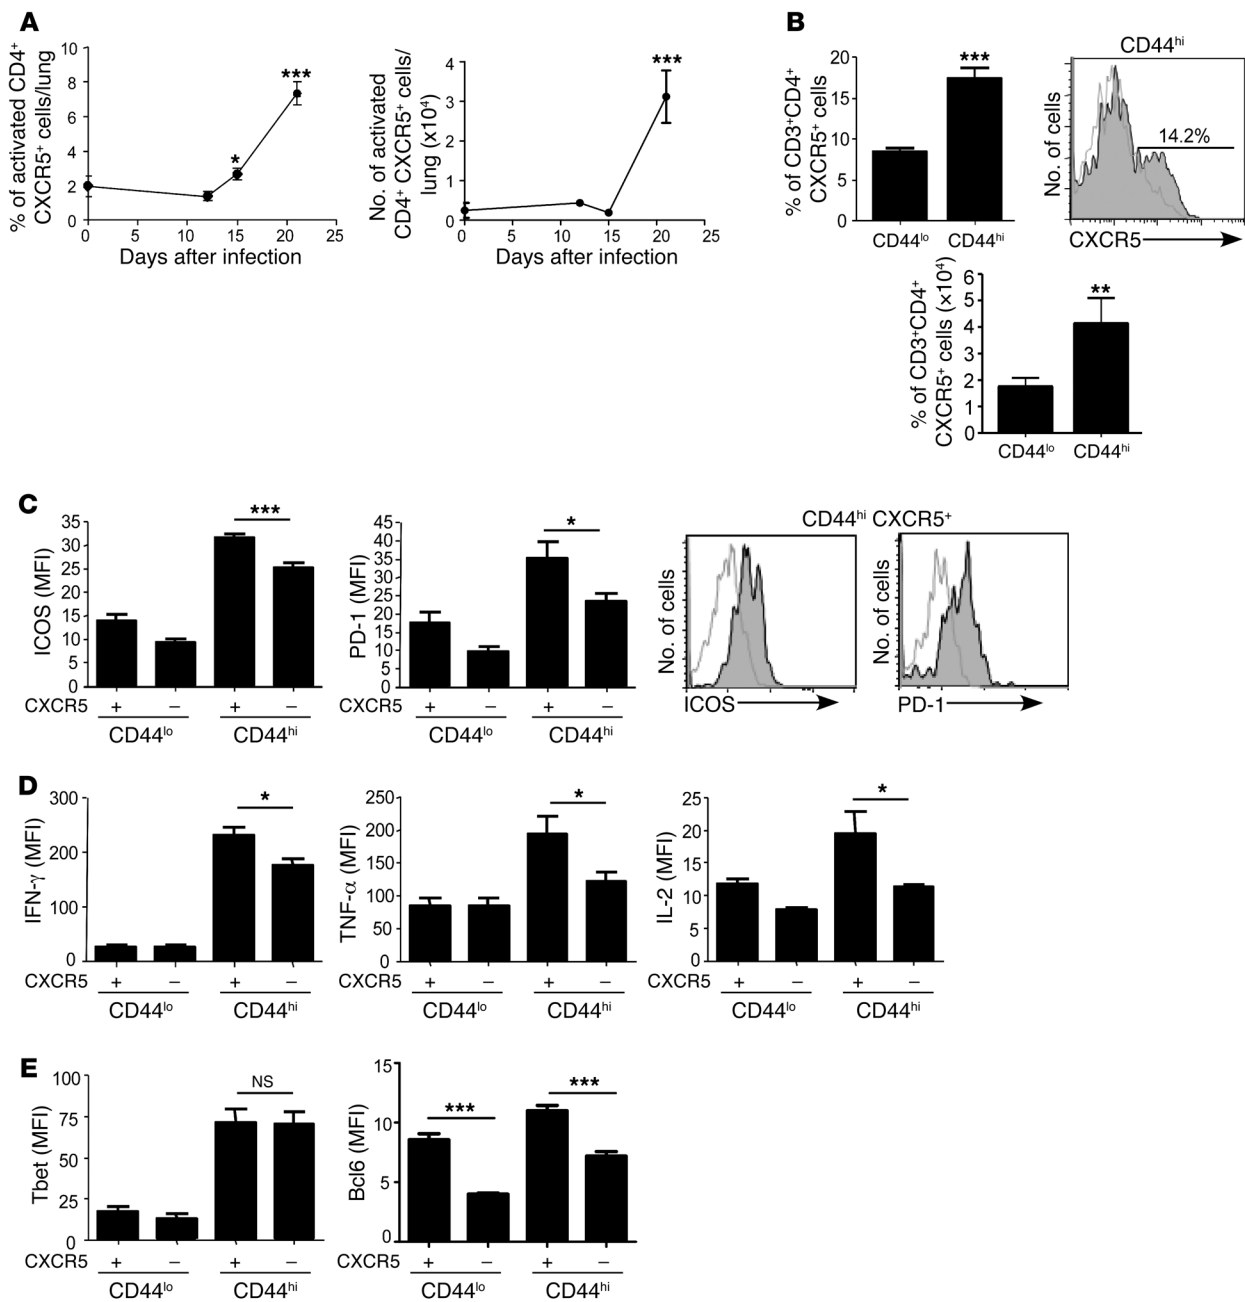 A
% of activated CD4⁺
CXCR5⁺ cells/lung
10
8
6
4
2
0
*
***
0 5 10 15 20 25
Days after infection
No. of activated
CD4⁺ CXCR5⁺ cells/
lung (x10⁴)
4
3
2
1
0
***
0 5 10 15 20 25
Days after infection
B
% of CD3⁺CD4⁺
CXCR5⁺ cells
20
15
10
5
0
***
CD44ˡᵒ CD44ʰⁱ
CD44ʰⁱ
No. of cells
14.2%
CXCR5
% of CD3⁺CD4⁺
CXCR5⁺ cells (×10⁴)
6
5
4
3
2
1
0
**
CD44ˡᵒ CD44ʰⁱ
C
ICOS (MFI)
35
30
25
20
15
10
5
0
***
CXCR5 + – + –
CD44ˡᵒ CD44ʰⁱ
PD-1 (MFI)
45
40
35
30
25
20
15
10
5
0
*
CXCR5 + – + –
CD44ˡᵒ CD44ʰⁱ
CD44ʰⁱ CXCR5⁺
No. of cells
ICOS
No. of cells
PD-1
D
IFN-γ (MFI)
300
200
100
0
*
CXCR5 + – + –
CD44ˡᵒ CD44ʰⁱ
TNF-α (MFI)
250
200
150
100
50
0
*
CXCR5 + – + –
CD44ˡᵒ CD44ʰⁱ
IL-2 (MFI)
25
20
15
10
5
0
*
CXCR5 + – + –
CD44ˡᵒ CD44ʰⁱ
E
Tbet (MFI)
100
75
50
25
0
NS
CXCR5 + – + –
CD44ˡᵒ CD44ʰⁱ
Bcl6 (MFI)
15
10
5
0
***
***
CXCR5 + – + –
CD44ˡᵒ CD44ʰⁱ